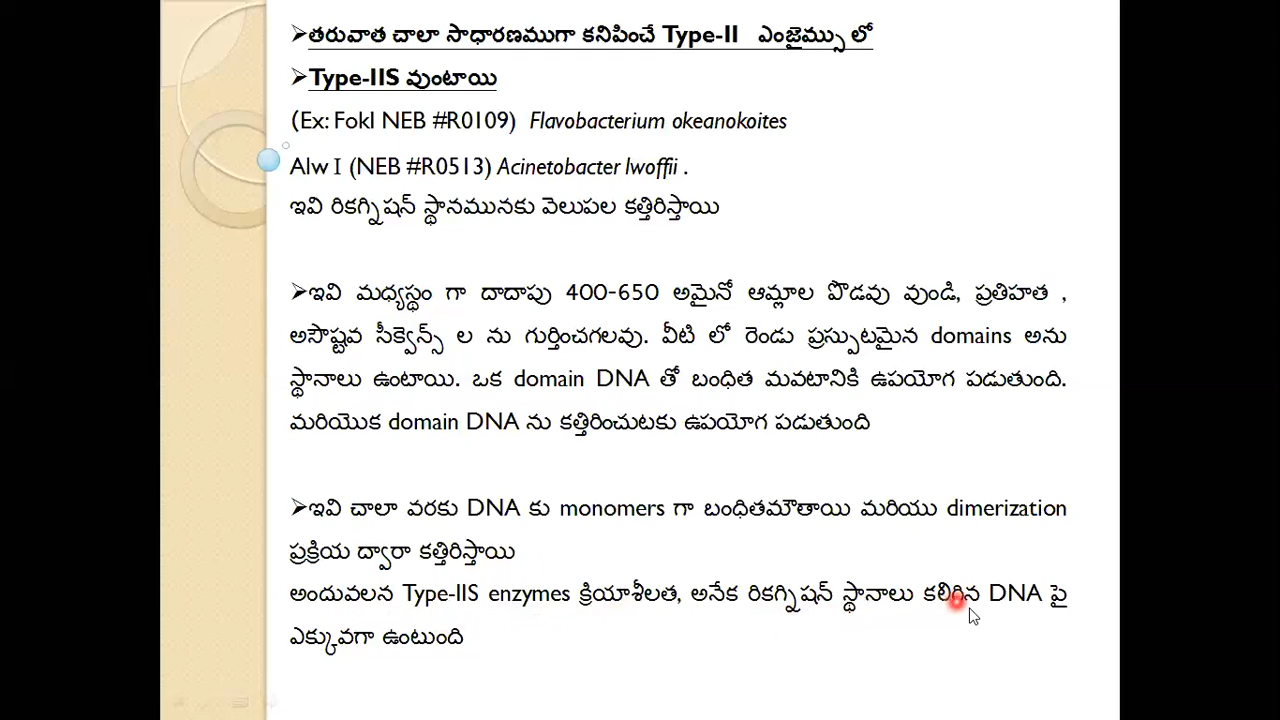 ➢తరువాత చాలా సాధారణముగా కనిపించే Type-II ఎంజైమ్సు లో
➢Type-IIS వుంటాయి
(Ex: FokI NEB #R0109) Flavobacterium okeanokoites
Alw I (NEB #R0513) Acinetobacter lwoffii .
ఇవి రికగ్నిషన్ స్థానమునకు వెలుపల కత్తిరిస్తాయి
➢ఇవి మధ్యస్థం గా దాదాపు 400-650 అమైనో ఆమ్లాల పొడవు వుండి, ప్రతిహత ,
అసౌష్టవ సీక్వెన్స్ ల ను గుర్తించగలవు. వీటి లో రెండు ప్రస్పుటమైన domains అను
స్థానాలు ఉంటాయి. ఒక domain DNA తో బంధిత మవటానికి ఉపయోగ పడుతుంది.
మరియొక domain DNA ను కత్తిరించుటకు ఉపయోగ పడుతుంది
➢ఇవి చాలా వరకు DNA కు monomers గా బంధితమౌతాయి మరియు dimerization
ప్రక్రియ ద్వారా కత్తిరిస్తాయి
అందువలన Type-IIS enzymes క్రియాశీలత, అనేక రికగ్నిషన్ స్థానాలు కలిగిన DNA పై
ఎక్కువగా ఉంటుంది